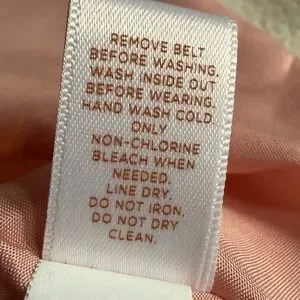 REMOVE BELT
BEFORE WASHING.
WASH INSIDE OUT
BEFORE WEARING.
HAND WASH COLD.
ONLY
NON-CHLORINE
BLEACH WHEN
NEEDED.
LINE DRY.
DO NOT IRON.
DO NOT DRY
CLEAN.